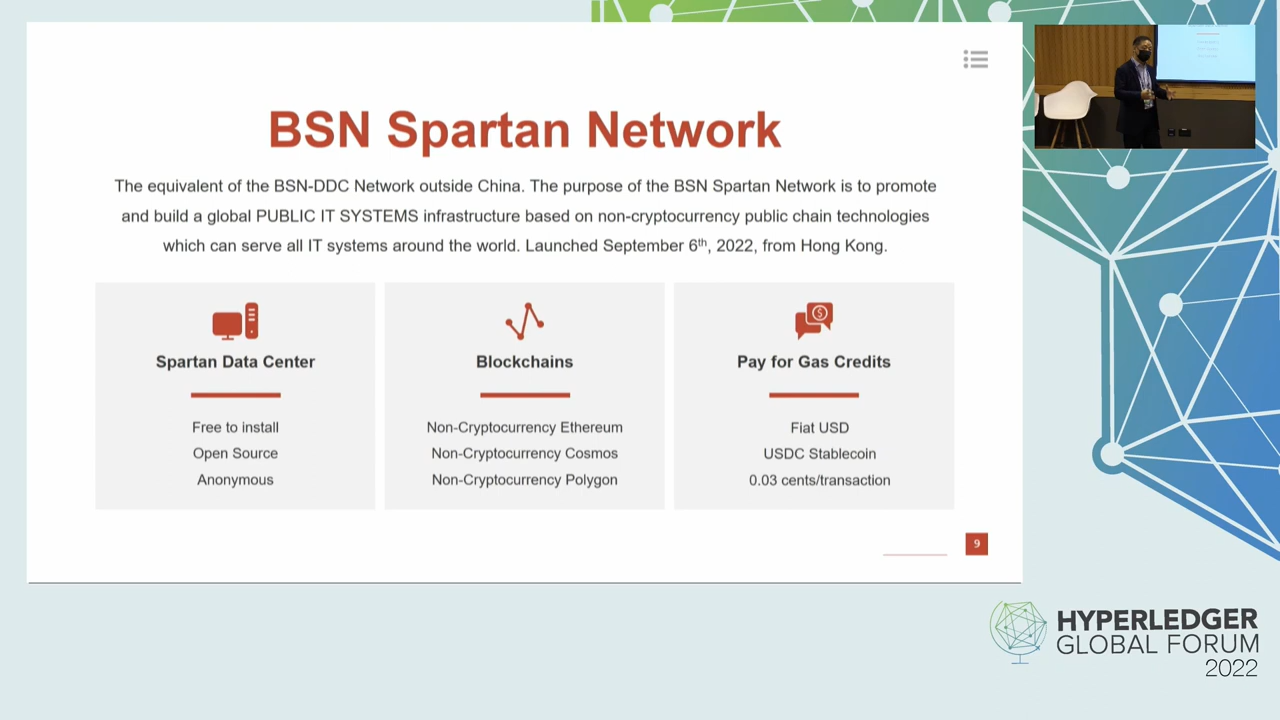 BSN Spartan Network
The equivalent of the BSN-DDC Network outside China. The purpose of the BSN Spartan Network is to promote
and build a global PUBLIC IT SYSTEMS infrastructure based on non-cryptocurrency public chain technologies
which can serve all IT systems around the world. Launched September 6th, 2022, from Hong Kong.
Spartan Data Center
Free to install
Open Source
Anonymous
Blockchains
Non-Cryptocurrency Ethereum
Non-Cryptocurrency Cosmos
Non-Cryptocurrency Polygon
Pay for Gas Credits
Fiat USD
USDC Stablecoin
0.03 cents/transaction
9
HYPERLEDGER
GLOBAL FORUM
2022